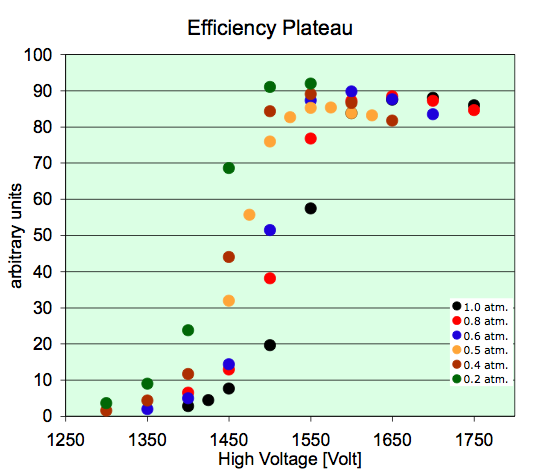 Efficiency Plateau
100
90
80
70
60
50
40
30
20
10
0
arbitrary units
1.0 atm.
0.8 atm.
0.6 atm.
0.5 atm.
0.4 atm.
0.2 atm.
1250 1350 1450 1550 1650 1750
High Voltage [Volt]